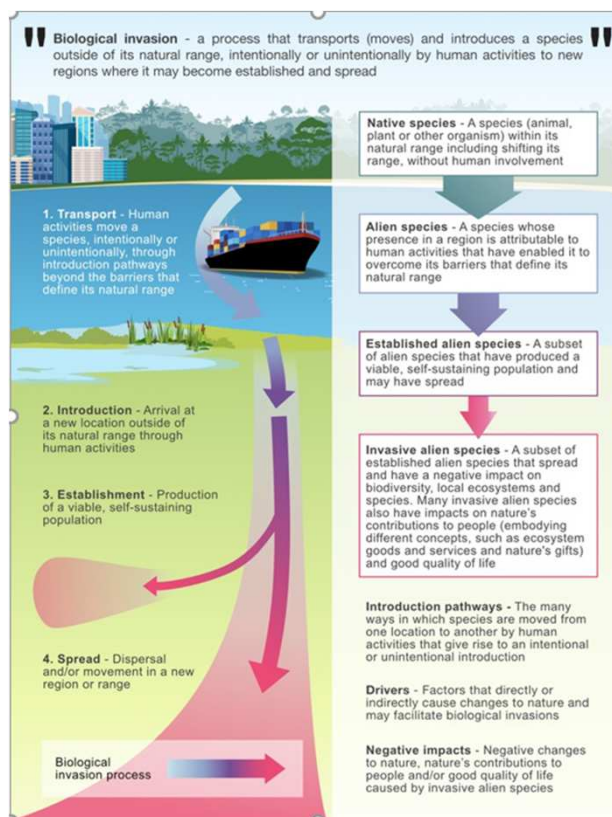 " Biological invasion - a process that transports (moves) and introduces a species "
outside of its natural range, intentionally or unintentionally by human activities to new
regions where it may become established and spread
1. Transport - Human
activities move a
species, intentionally or
unintentionally, through
introduction pathways
beyond the barriers that
define its natural range
2. Introduction - Arrival at
a new location outside of
its natural range through
human activities
3. Establishment - Production
of a viable, self-sustaining
population
4. Spread - Dispersal
and/or movement in a new
region or range
Biological
invasion process
Native species - A species (animal,
plant or other organism) within its
natural range including shifting its
range, without human involvement
Alien species - A species whose
presence in a region is attributable to
human activities that have enabled it to
overcome its barriers that define its
natural range
Established alien species - A subset
of alien species that have produced a
viable, self-sustaining population and
may have spread
Invasive alien species - A subset of
established alien species that spread
and have a negative impact on
biodiversity, local ecosystems and
species. Many invasive alien species
also have impacts on nature's
contributions to people (embodying
different concepts, such as ecosystem
goods and services and nature's gifts)
and good quality of life
Introduction pathways - The many
ways in which species are moved from
one location to another by human
activities that give rise to an intentional
or unintentional introduction
Drivers - Factors that directly or
indirectly cause changes to nature and
may facilitate biological invasions
Negative impacts - Negative changes
to nature, nature's contributions to
people and/or good quality of life
caused by invasive alien species